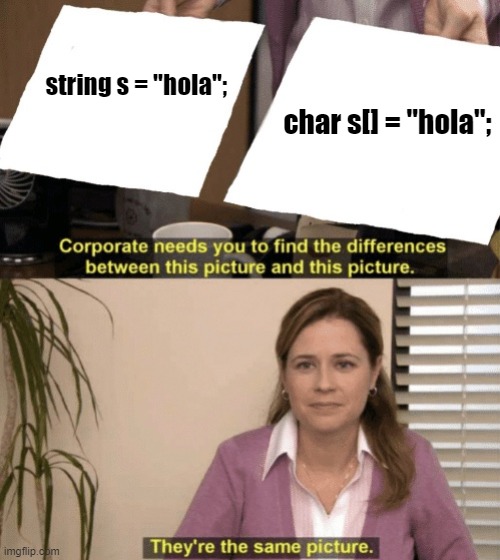 string s = "hola";
char s[] = "hola";
Corporate needs you to find the differences
between this picture and this picture.
They're the same picture.
imgflip.com